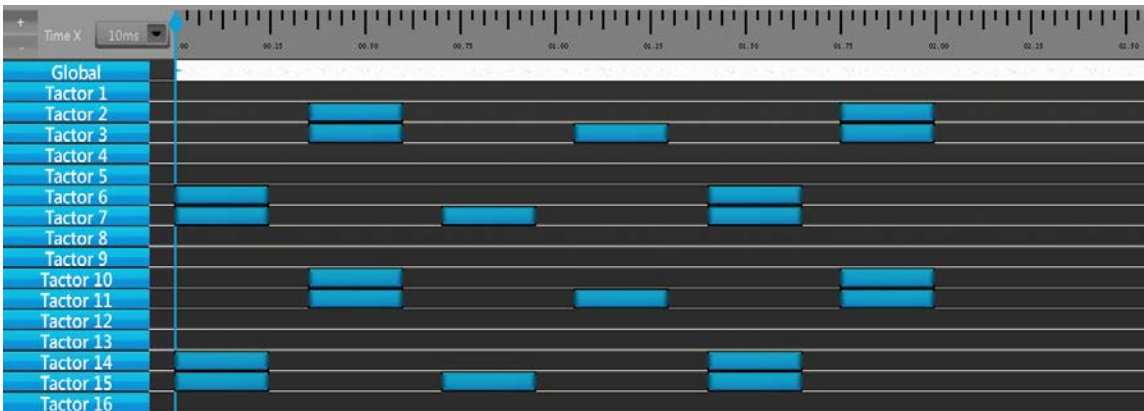 +
Time X 10ms
-
.00 00.25 00.50 00.75 01.00 01.25 01.50 01.75 02.00 02.25 02.50
Global
Tactor 1
Tactor 2
Tactor 3
Tactor 4
Tactor 5
Tactor 6
Tactor 7
Tactor 8
Tactor 9
Tactor 10
Tactor 11
Tactor 12
Tactor 13
Tactor 14
Tactor 15
Tactor 16